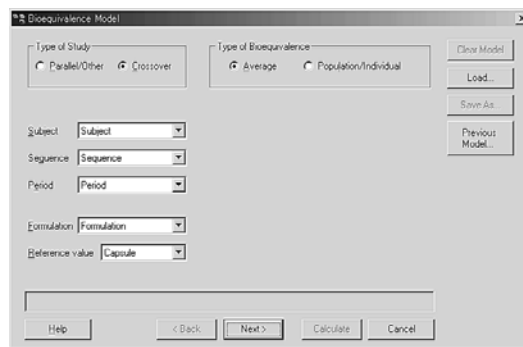 Bioequivalence Model
Type of Study
Parallel/Other Crossover
Type of Bioequivalence
Average Population/Individual
Clear Model
Load...
Save As...
Previous Model...
Subject Subject
Sequence Sequence
Period Period
Formulation Formulation
Reference value Capsule
Help < Back Next > Calculate Cancel